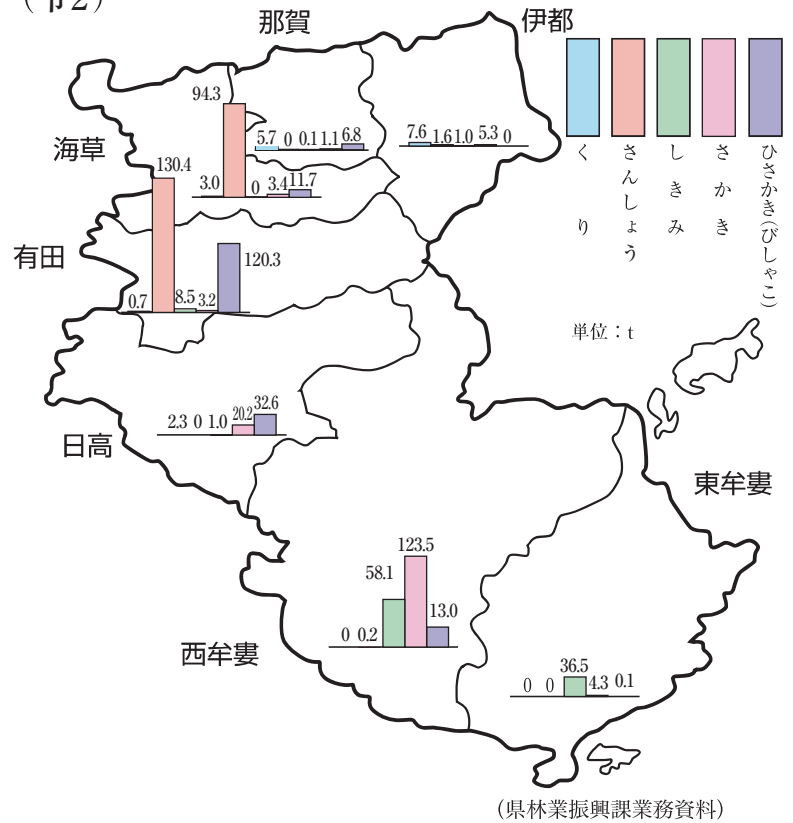 （令2）
那賀
伊都
海草
有田
日高
西牟婁
東牟婁
くり
さんしょう
しきみ
さかき
ひさかき（びしゃこ）
単位：t
5.7 0 0.1 1.1 6.8
7.6 1.6 1.0 5.3 0
3.0 94.3 0 3.4 11.7
0.7 130.4 8.5 3.2 120.3
2.3 0 1.0 20.2 32.6
0 0.2 58.1 123.5 13.0
0 0 36.5 4.3 0.1
（県林業振興課業務資料）